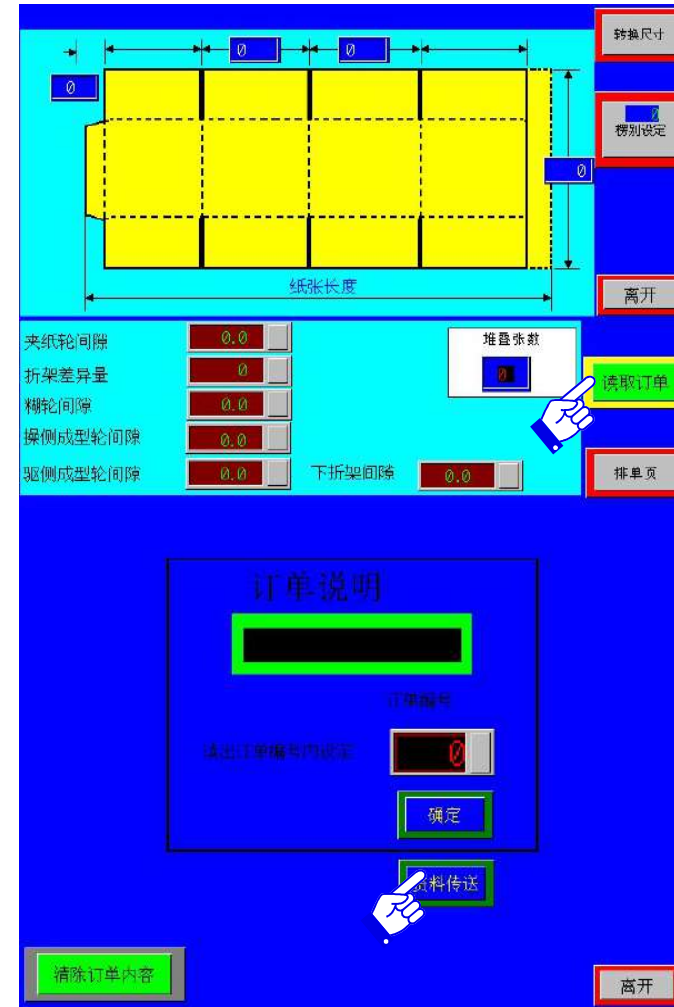 转换尺寸
0 0
0
0
楞别设定
0
纸张长度
离开
夹纸轮间隙 0.0
堆叠张数
折架差异量 0
0
读取订单
糊轮间隙 0.0
操侧成型轮间隙 0.0
驱侧成型轮间隙 0.0 下折架间隙 0.0
排单页
订单说明
订单编号
读出订单编号内设定 0
确定
资料传送
清除订单内容
离开